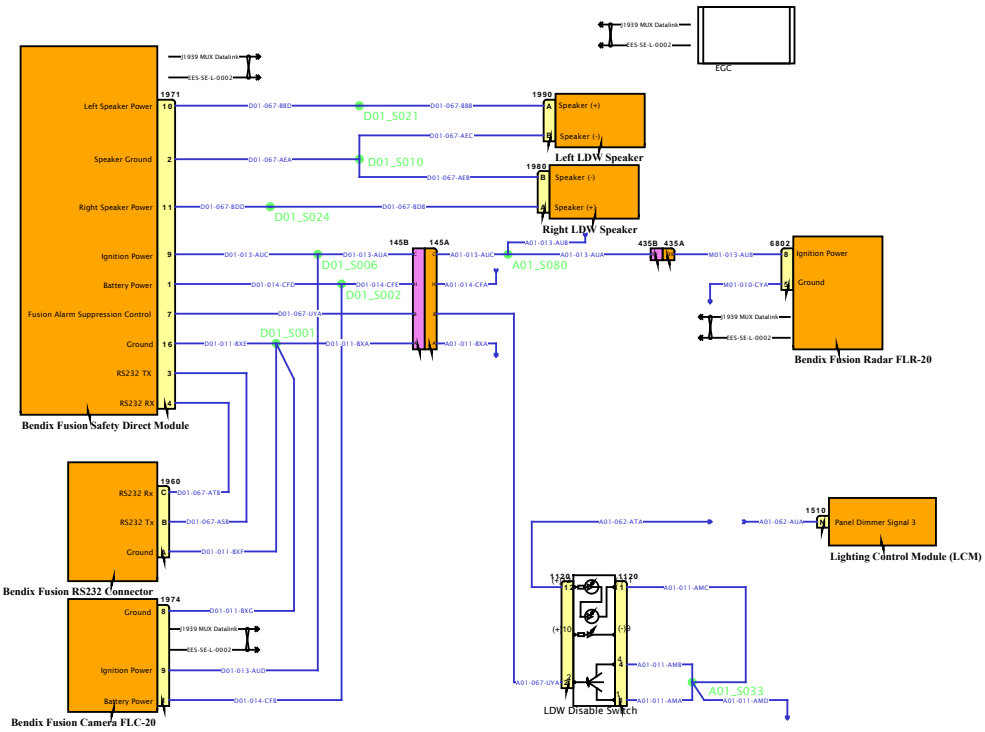 J1939 MUX Datalink
EES-SE-L-0002
EGC
J1939 MUX Datalink
EES-SE-L-0002
1971
1990
Left Speaker Power
10
D01-067-BBD
D01_S021
D01-067-BBB
A
Speaker (+)
D01-067-AEC
B
Speaker (-)
Left LDW Speaker
Speaker Ground
2
D01-067-AEA
D01_S010
1980
D01-067-AEB
B
Speaker (-)
Right Speaker Power
11
D01-067-BDD
D01_S024
D01-067-BDB
A
Speaker (+)
Right LDW Speaker
145B
145A
A01-013-AUB
435B
435A
6802
Ignition Power
9
D01-013-AUC
D01_S006
D01-013-AUA
C
C
A01-013-AUC
A01_S080
A01-013-AUA
M01-013-AUB
8
Ignition Power
Battery Power
1
D01-014-CFD
D01_S002
D01-014-CFE
H
H
A01-014-CFA
M01-010-CYA
5
Ground
Fusion Alarm Suppression Control
7
D01-067-UYA
J1939 MUX Datalink
EES-SE-L-0002
D01_S001
Ground
16
D01-011-BXE
D01-011-BXA
A01-011-BXA
Bendix Fusion Radar FLR-20
RS232 TX
3
RS232 RX
4
Bendix Fusion Safety Direct Module
1960
RS232 Rx
C
D01-067-ATB
RS232 Tx
B
D01-067-ASB
Ground
A
D01-011-BXF
Bendix Fusion RS232 Connector
1510
A01-062-ATA
A01-062-AUA
N
Panel Dimmer Signal 3
Lighting Control Module (LCM)
1974
Ground
8
D01-011-BXG
J1939 MUX Datalink
EES-SE-L-0002
Ignition Power
9
D01-013-AUD
Battery Power
1
D01-014-CFB
Bendix Fusion Camera FLC-20
1120
1120
A01-011-AMC
(+)10
(-)9
4
4
A01-011-AMB
A01-067-UYA
2
A01_S033
1
A01-011-AMA
A01-011-AMD
LDW Disable Switch